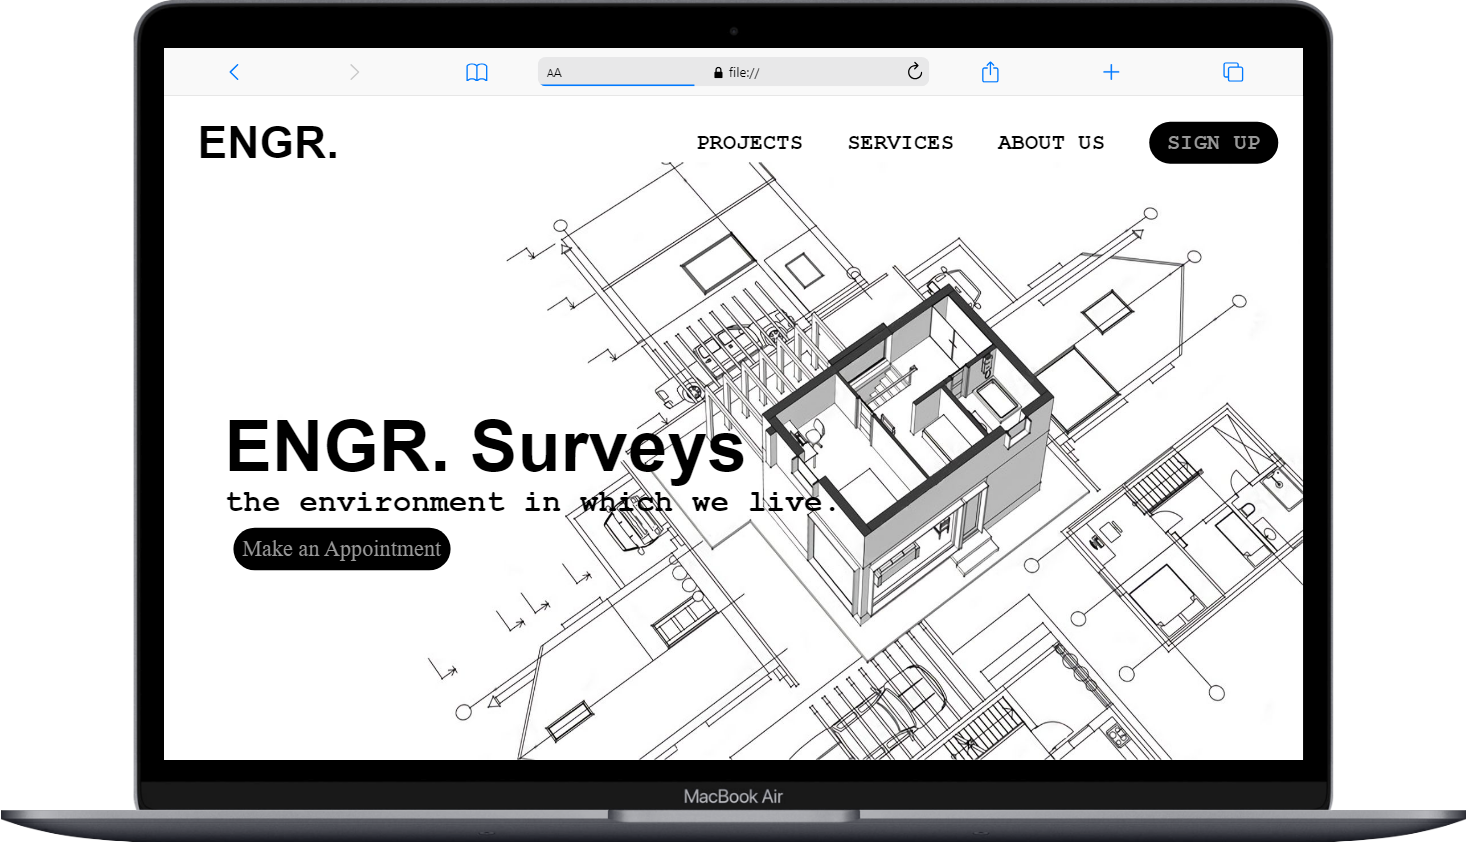 AA file://
ENGR. PROJECTS SERVICES ABOUT US SIGN UP
ENGR. Surveys
the environment in which we live.
Make an Appointment
MacBook Air